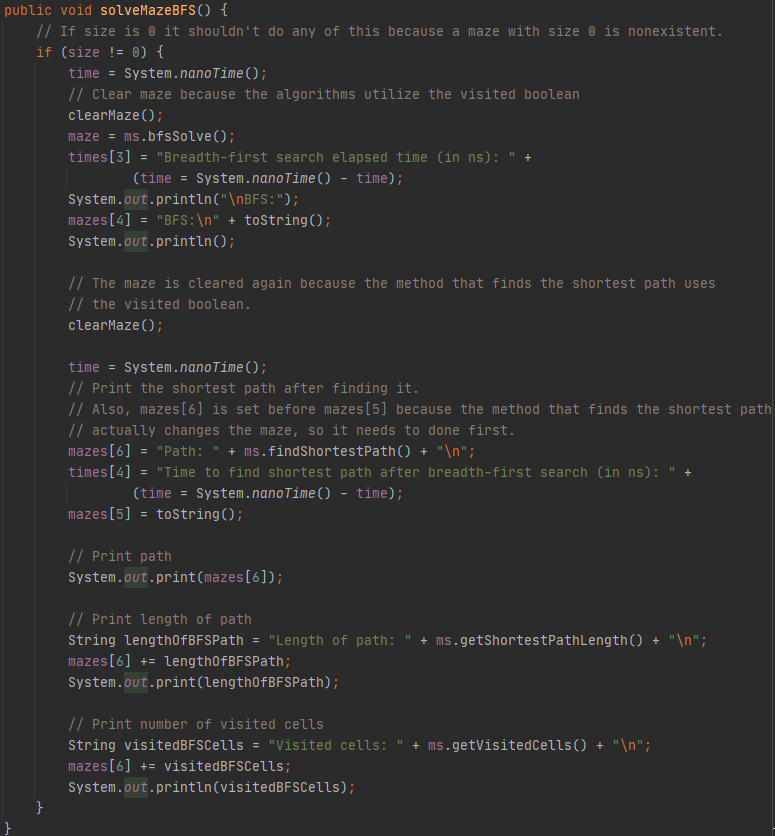 public void solveMazeBFS() {
    // If size is 0 it shouldn't do any of this because a maze with size 0 is nonexistent.
    if (size != 0) {
        time = System.nanoTime();
        // Clear maze because the algorithms utilize the visited boolean
        clearMaze();
        maze = ms.bfsSolve();
        times[3] = "Breadth-first search elapsed time (in ns): " +
                (time = System.nanoTime() - time);
        System.out.println("\nBFS:");
        mazes[4] = "BFS:\n" + toString();
        System.out.println();

        // The maze is cleared again because the method that finds the shortest path uses
        // the visited boolean.
        clearMaze();

        time = System.nanoTime();
        // Print the shortest path after finding it.
        // Also, mazes[6] is set before mazes[5] because the method that finds the shortest path
        // actually changes the maze, so it needs to done first.
        mazes[6] = "Path: " + ms.findShortestPath() + "\n";
        times[4] = "Time to find shortest path after breadth-first search (in ns): " +
                (time = System.nanoTime() - time);
        mazes[5] = toString();

        // Print path
        System.out.print(mazes[6]);

        // Print length of path
        String lengthOfBFSPath = "Length of path: " + ms.getShortestPathLength() + "\n";
        mazes[6] += lengthOfBFSPath;
        System.out.print(lengthOfBFSPath);

        // Print number of visited cells
        String visitedBFSCells = "Visited cells: " + ms.getVisitedCells() + "\n";
        mazes[6] += visitedBFSCells;
        System.out.println(visitedBFSCells);
    }
}